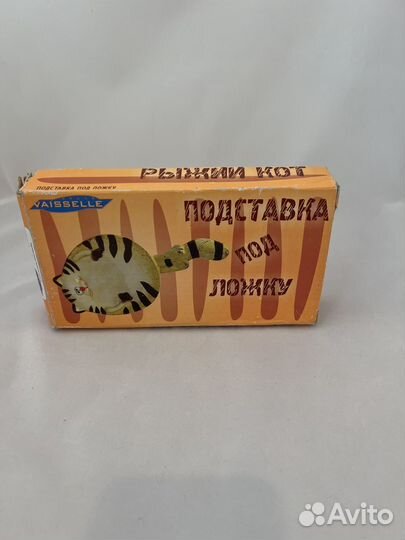 РЫЖИЙ КОТ
ПОДСТАВКА ПОД ЛОЖКУ
VAISSELLE
ПОДСТАВКА
ПОД
ЛОЖКУ
Avito